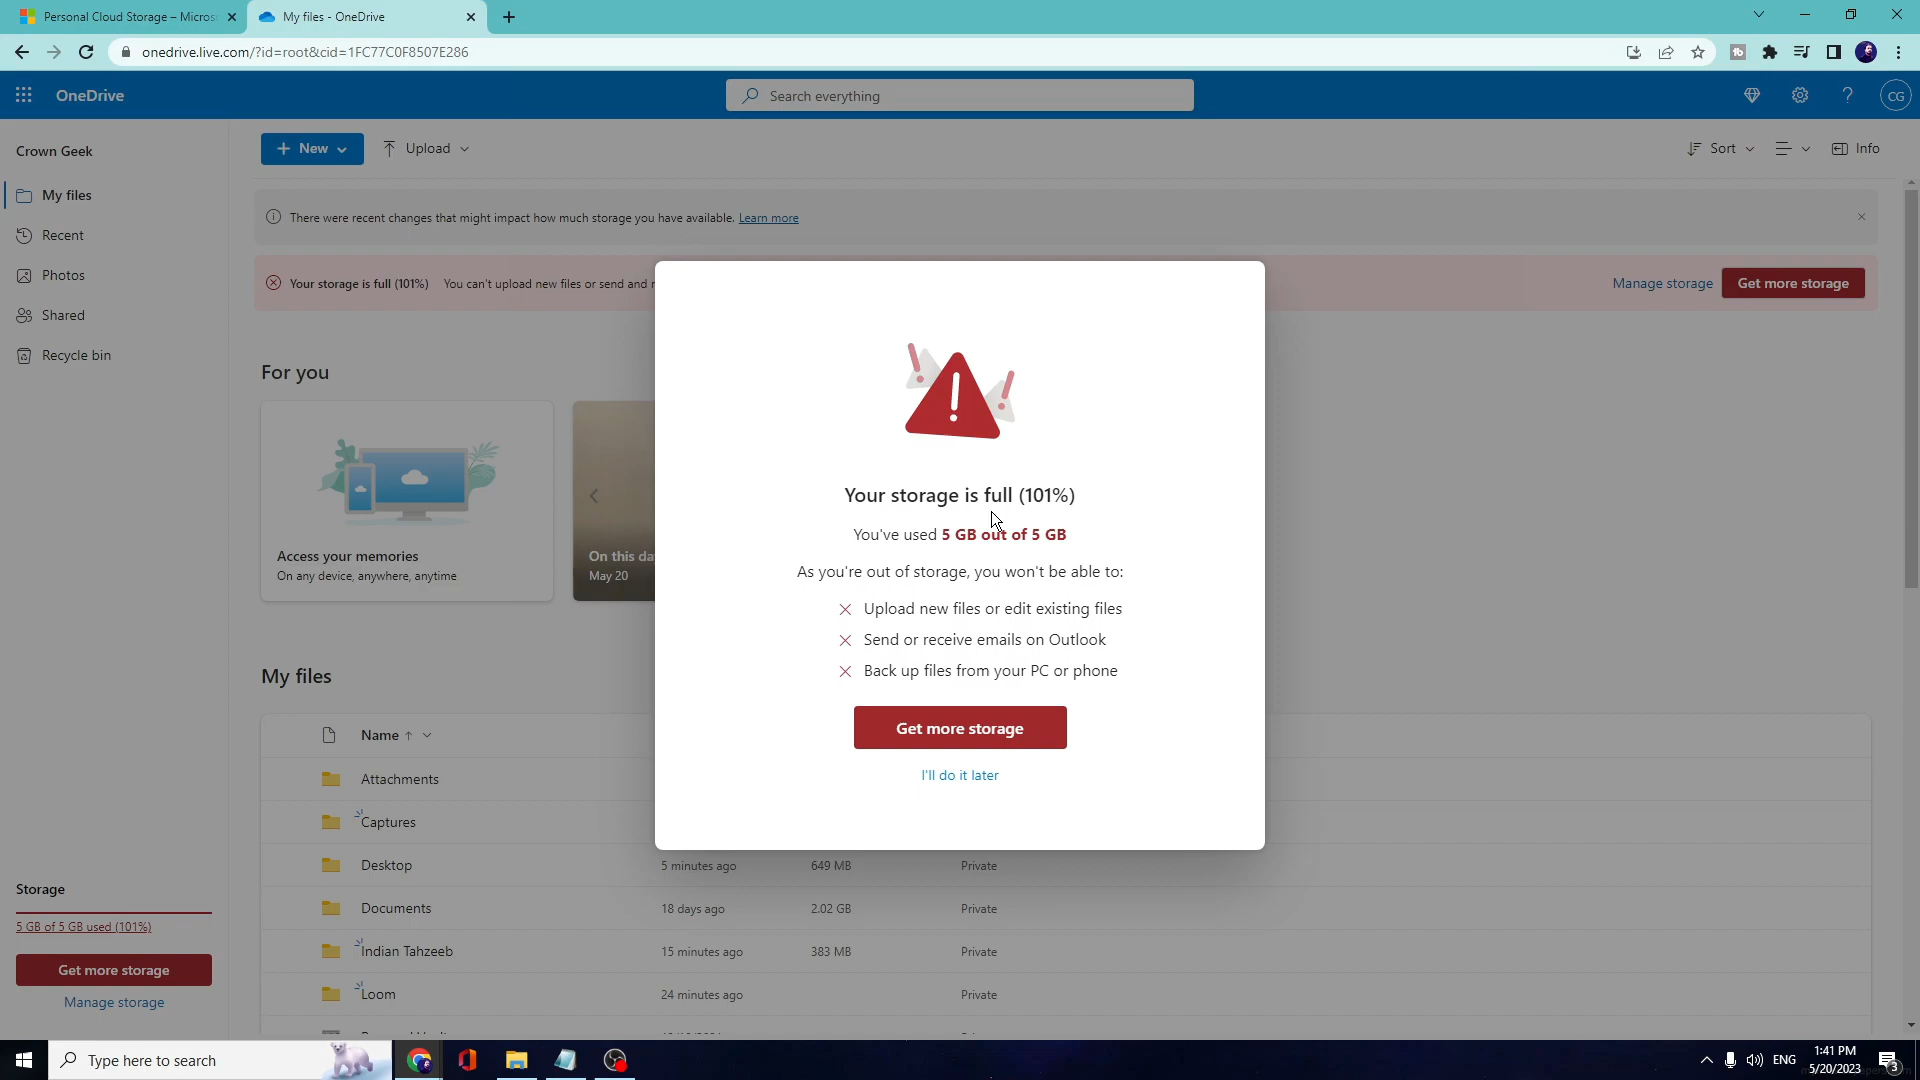 Personal Cloud Storage – Micros
My files - OneDrive
onedrive.live.com/?id=root&cid=1FC77C0F8507E286
OneDrive
Search everything
CG
Crown Geek
New
Upload
Sort
Info
My files
Recent
Photos
Shared
Recycle bin
There were recent changes that might impact how much storage you have available. Learn more
Your storage is full (101%) You can't upload new files or send and
Manage storage
Get more storage
For you
Access your memories
On any device, anywhere, anytime
On this da
May 20
Your storage is full (101%)
You've used 5 GB out of 5 GB
As you're out of storage, you won't be able to:
Upload new files or edit existing files
Send or receive emails on Outlook
Back up files from your PC or phone
Get more storage
I'll do it later
My files
Name
Attachments
Captures
Desktop 5 minutes ago 649 MB Private
Documents 18 days ago 2.02 GB Private
Indian Tahzeeb 15 minutes ago 383 MB Private
Loom 24 minutes ago Private
Storage
5 GB of 5 GB used (101%)
Get more storage
Manage storage
Type here to search
ENG
1:41 PM
5/20/2023
3